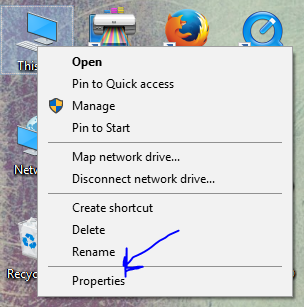 This
Open
Pin to Quick access
Manage
Pin to Start
Map network drive...
Disconnect network drive...
Netw
Create shortcut
Delete
Rename
Recyc
Properties